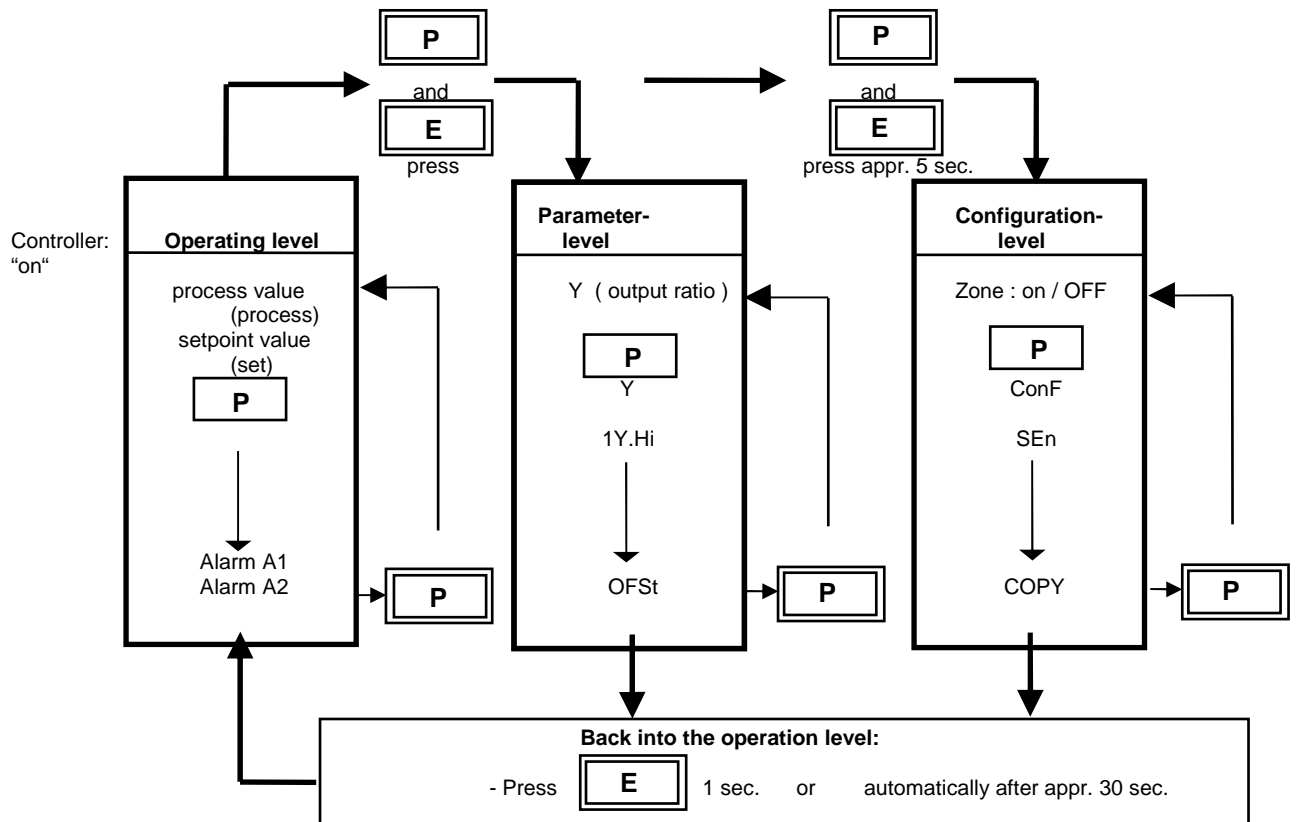 P
and
E
press
P
and
E
press appr. 5 sec.
Controller:
“on“
Operating level
process value
(process)
setpoint value
(set)
P
Alarm A1
Alarm A2
P
Parameter-
level
Y ( output ratio )
P
Y
1Y.Hi
OFSt
P
Configuration-
level
Zone : on / OFF
P
ConF
SEn
COPY
P
Back into the operation level:
- Press E 1 sec. or automatically after appr. 30 sec.